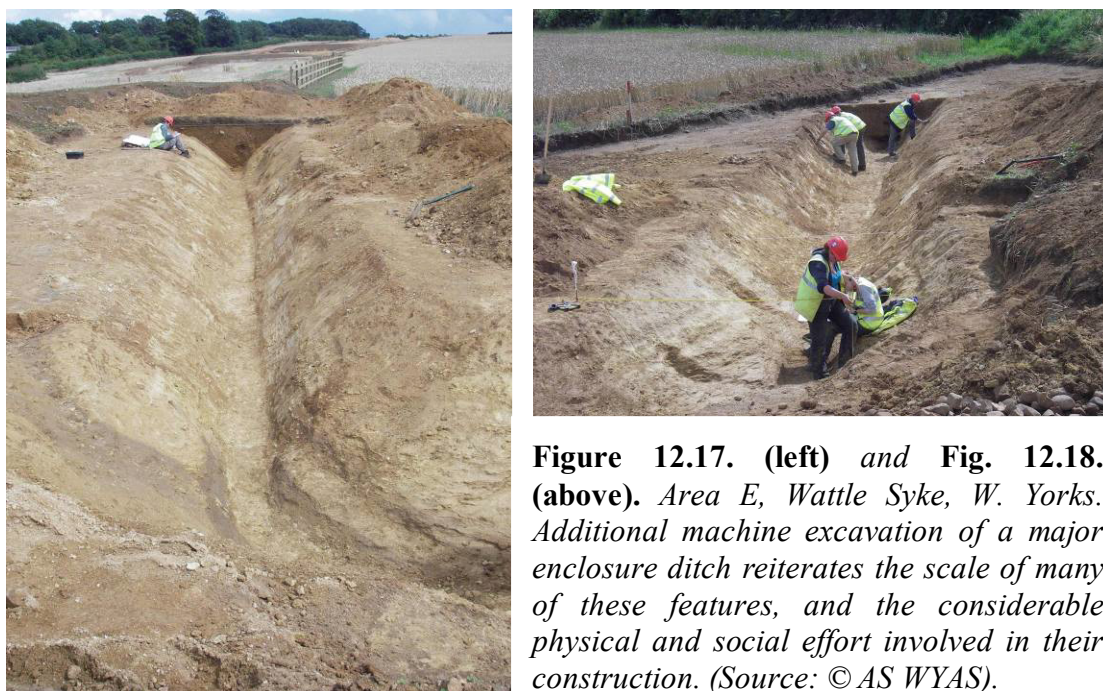 Figure 12.17. (left) and Fig. 12.18.
(above). Area E, Wattle Syke, W. Yorks.
Additional machine excavation of a major
enclosure ditch reiterates the scale of many
of these features, and the considerable
physical and social effort involved in their
construction. (Source: © AS WYAS).